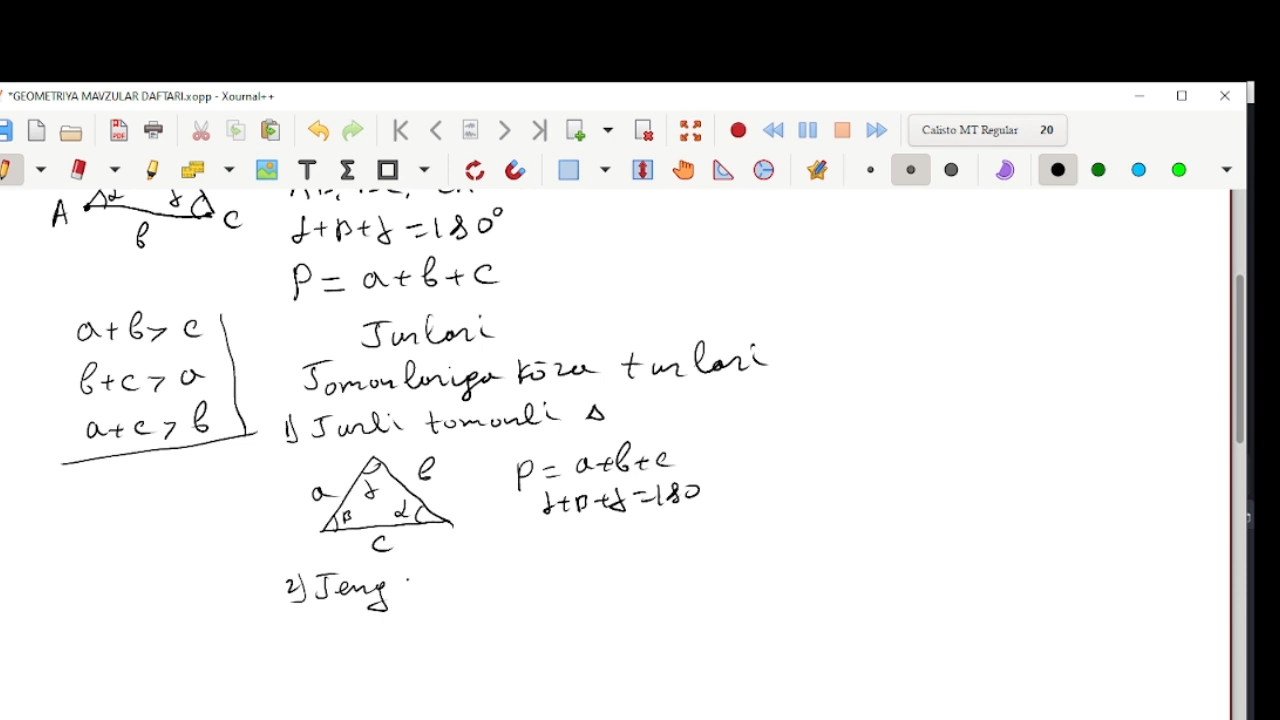 *GEOMETRIYA MAVZULAR DAFTARI.xopp - Xournal++
Calisto MT Regular 20
A α γ C
b
α+β+γ=180°
P= a+b+c
a+b> c
b+c> a
a+c> b
Turlari
Tomonlariga ko'ra turlari
1) Turli tomonli Δ
a b
γ
β α
c
P= a+b+c
α+β+γ=180
2) Teng